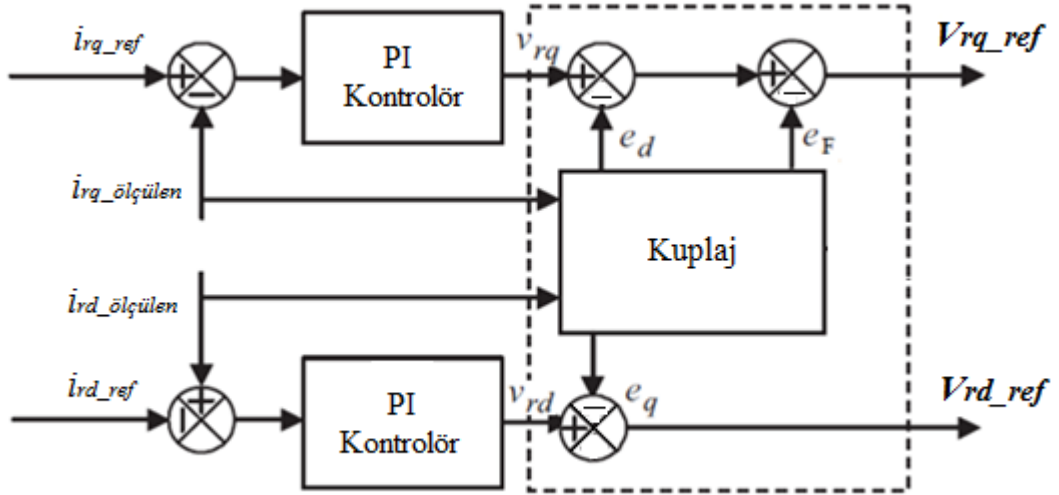 irq_ref
PI
Kontrolör
vrq
Vrq_ref
+
−
+
−
+
−
ed
eF
irq_ölçülen
Kuplaj
ird_ölçülen
ird_ref
+
−
PI
Kontrolör
vrd
−
+
eq
Vrd_ref